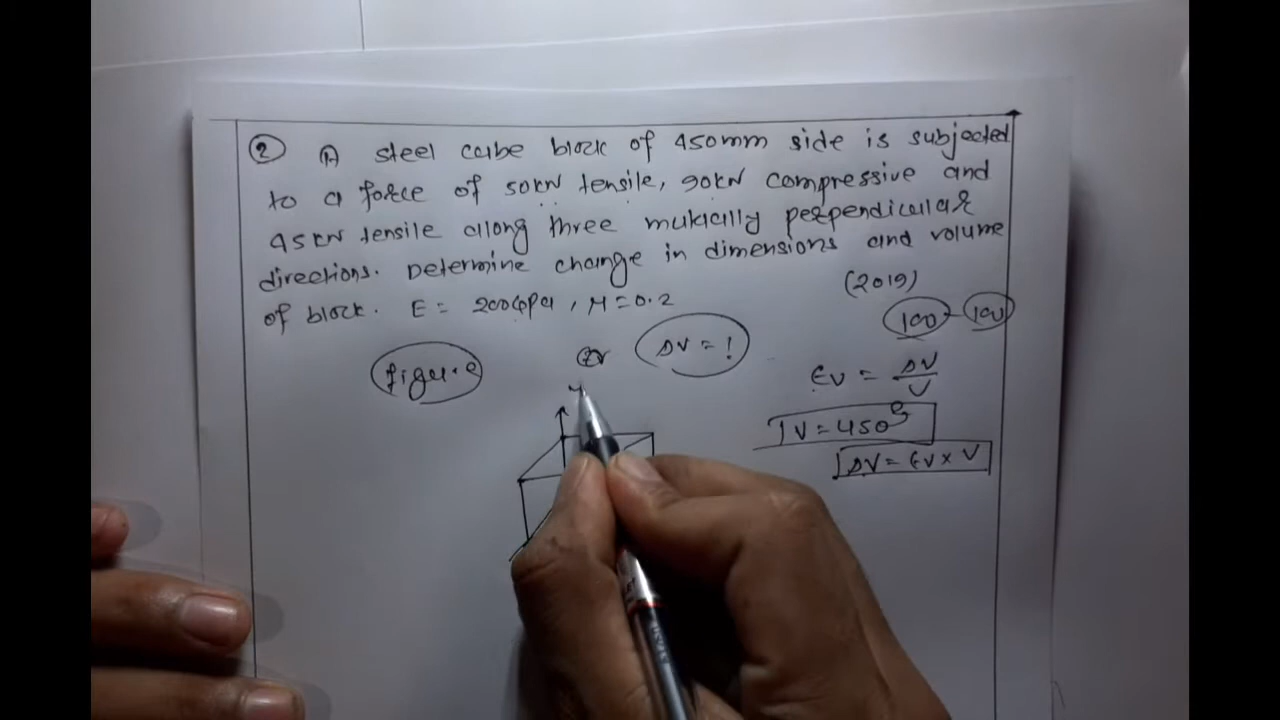 ② A steel cube block of 450mm side is subjected
to a force of 50KN tensile, 90KN compressive and
45KN tensile along three mutually perpendicular
directions. Determine change in dimensions and volume
of block. E = 200GPa, μ = 0.2
(2019)
100 - 100
figure
εv
ΔV = !
εv = ΔV/V
V = 450³
ΔV = εv × V